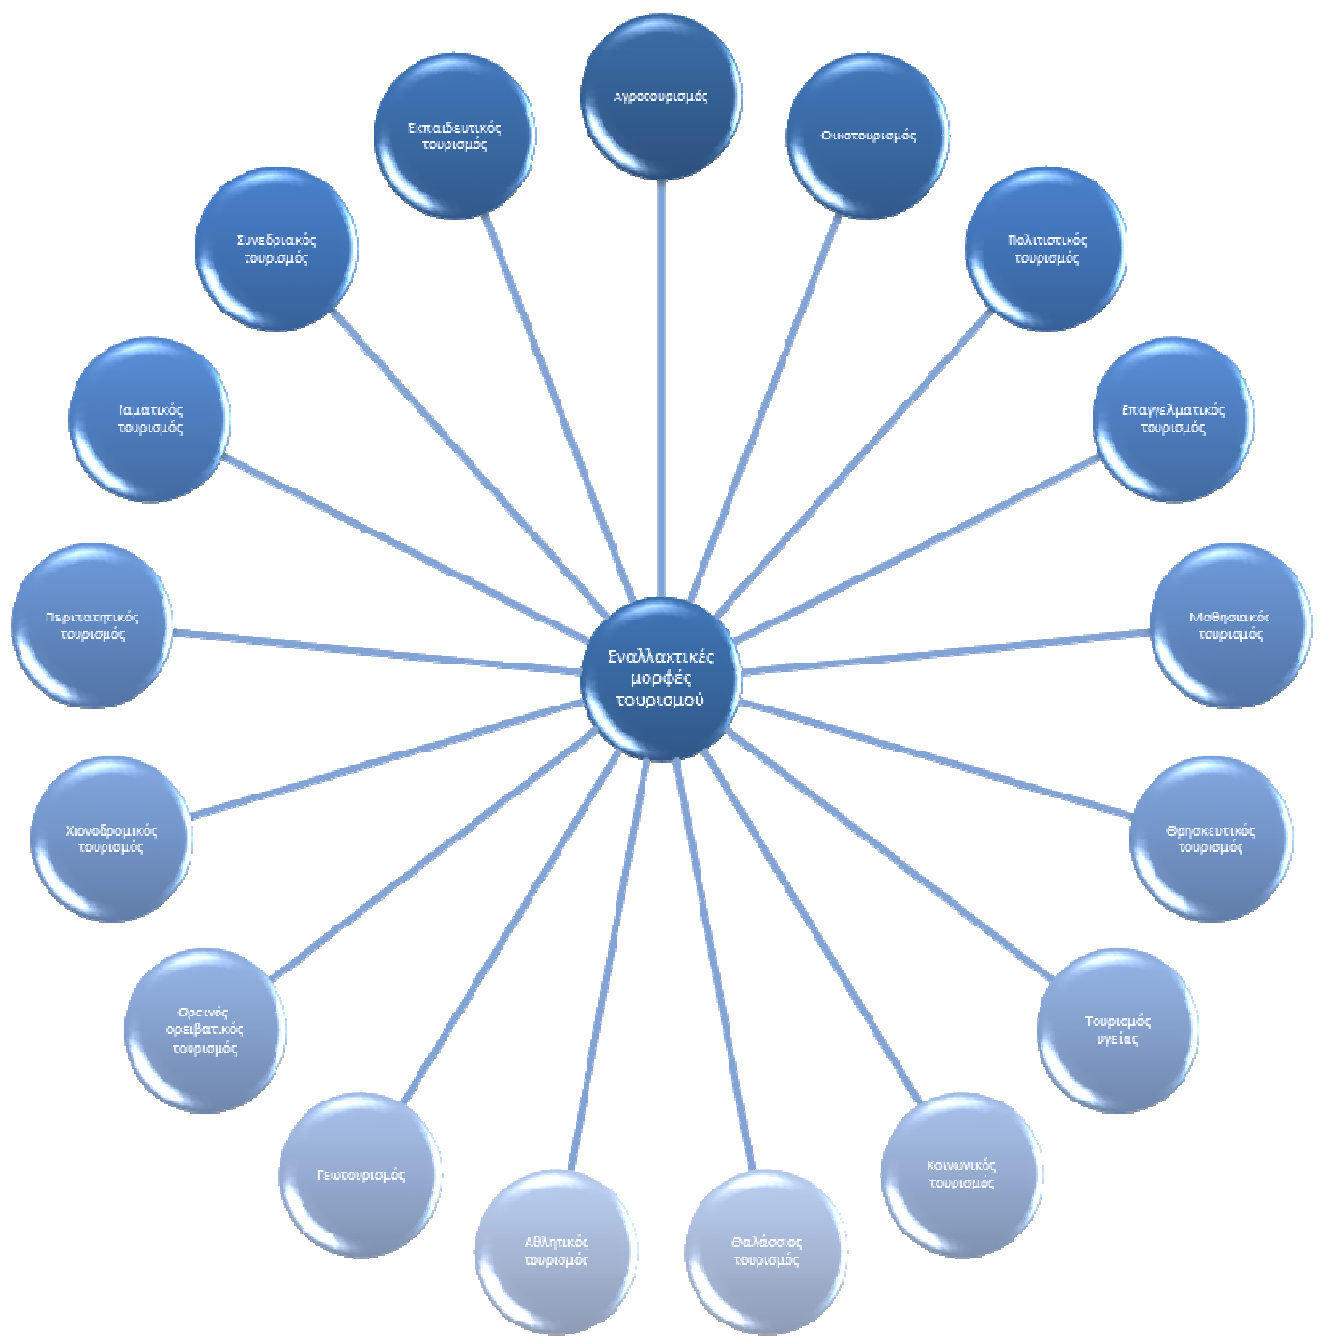 Αγροτουρισμός
Οικοτουρισμός
Πολιτιστικός
τουρισμός
Επαγγελματικός
τουρισμός
Μαθησιακός
τουρισμός
Θρησκευτικός
τουρισμός
Τουρισμός
υγείας
Κοινωνικός
τουρισμός
Θαλάσσιος
τουρισμός
Αθλητικός
τουρισμός
Γεωτουρισμός
Ορεινός
ορειβατικός
τουρισμός
Χιονοδρομικός
τουρισμός
Περιπατητικός
τουρισμός
Ιαματικός
τουρισμός
Συνεδριακός
τουρισμός
Εκπαιδευτικός
τουρισμός
Εναλλακτικές
μορφές
τουρισμού